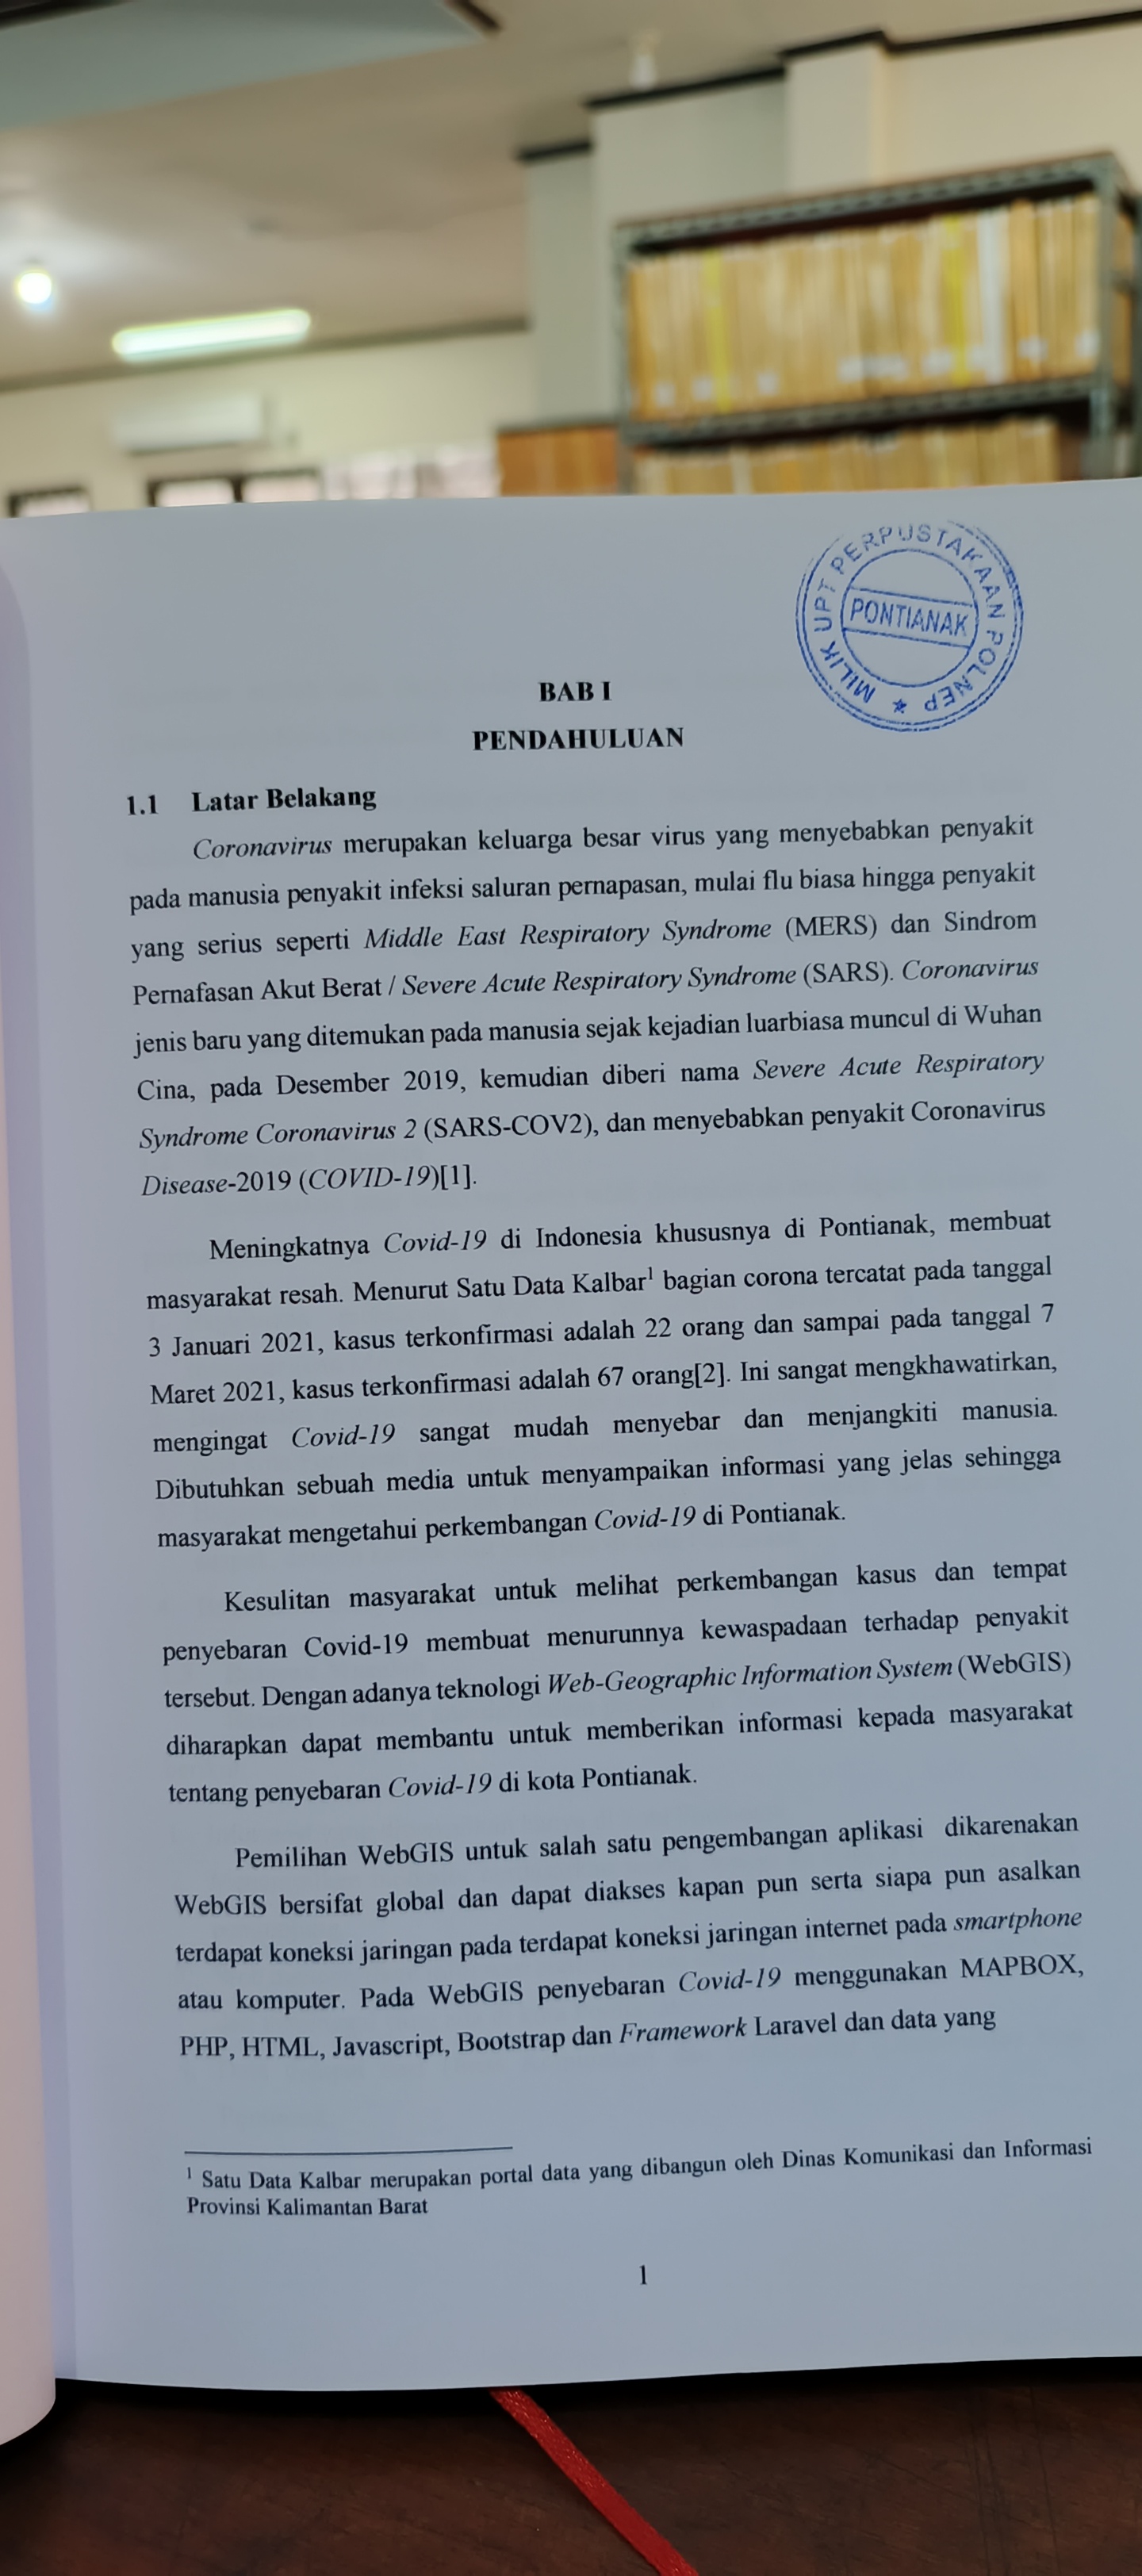 MILIK UPT PERPUSTAKAAN POLNEP
PONTIANAK
BAB I
PENDAHULUAN
1.1 Latar Belakang
Coronavirus merupakan keluarga besar virus yang menyebabkan penyakit
pada manusia penyakit infeksi saluran pernapasan, mulai flu biasa hingga penyakit
yang serius seperti Middle East Respiratory Syndrome (MERS) dan Sindrom
Pernafasan Akut Berat / Severe Acute Respiratory Syndrome (SARS). Coronavirus
jenis baru yang ditemukan pada manusia sejak kejadian luarbiasa muncul di Wuhan
Cina, pada Desember 2019, kemudian diberi nama Severe Acute Respiratory
Syndrome Coronavirus 2 (SARS-COV2), dan menyebabkan penyakit Coronavirus
Disease-2019 (COVID-19)[1].
Meningkatnya Covid-19 di Indonesia khususnya di Pontianak, membuat
masyarakat resah. Menurut Satu Data Kalbar¹ bagian corona tercatat pada tanggal
3 Januari 2021, kasus terkonfirmasi adalah 22 orang dan sampai pada tanggal 7
Maret 2021, kasus terkonfirmasi adalah 67 orang[2]. Ini sangat mengkhawatirkan,
mengingat Covid-19 sangat mudah menyebar dan menjangkiti manusia.
Dibutuhkan sebuah media untuk menyampaikan informasi yang jelas sehingga
masyarakat mengetahui perkembangan Covid-19 di Pontianak.
Kesulitan masyarakat untuk melihat perkembangan kasus dan tempat
penyebaran Covid-19 membuat menurunnya kewaspadaan terhadap penyakit
tersebut. Dengan adanya teknologi Web-Geographic Information System (WebGIS)
diharapkan dapat membantu untuk memberikan informasi kepada masyarakat
tentang penyebaran Covid-19 di kota Pontianak.
Pemilihan WebGIS untuk salah satu pengembangan aplikasi dikarenakan
WebGIS bersifat global dan dapat diakses kapan pun serta siapa pun asalkan
terdapat koneksi jaringan pada terdapat koneksi jaringan internet pada smartphone
atau komputer. Pada WebGIS penyebaran Covid-19 menggunakan MAPBOX,
PHP, HTML, Javascript, Bootstrap dan Framework Laravel dan data yang
¹ Satu Data Kalbar merupakan portal data yang dibangun oleh Dinas Komunikasi dan Informasi
Provinsi Kalimantan Barat
1